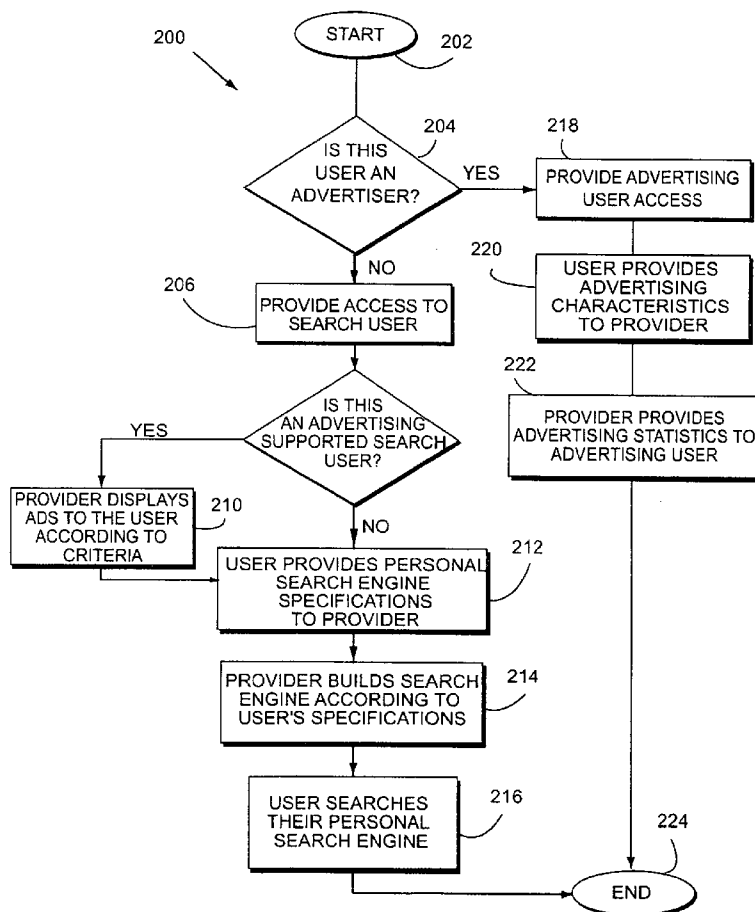 START
200
202
204
IS THIS
USER AN
ADVERTISER?
YES
218
PROVIDE ADVERTISING
USER ACCESS
NO
206
PROVIDE ACCESS TO
SEARCH USER
220
USER PROVIDES
ADVERTISING
CHARACTERISTICS
TO PROVIDER
222
PROVIDER PROVIDES
ADVERTISING STATISTICS TO
ADVERTISING USER
IS THIS
AN ADVERTISING
SUPPORTED SEARCH
USER?
YES
NO
PROVIDER DISPLAYS
ADS TO THE USER
ACCORDING TO
CRITERIA
210
USER PROVIDES PERSONAL
SEARCH ENGINE
SPECIFICATIONS
TO PROVIDER
212
PROVIDER BUILDS SEARCH
ENGINE ACCORDING TO
USER'S SPECIFICATIONS
214
USER SEARCHES
THEIR PERSONAL
SEARCH ENGINE
216
224
END